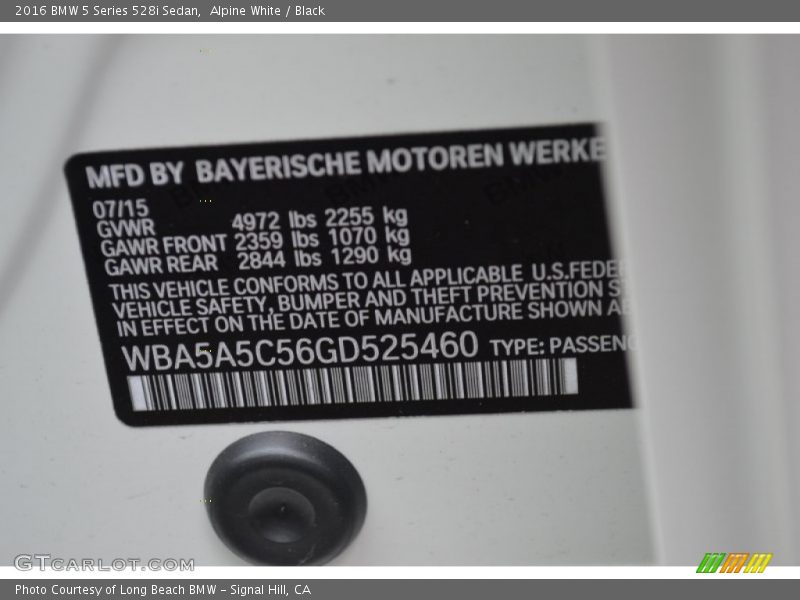 2016 BMW 5 Series 528i Sedan, Alpine White / Black
MFD BY BAYERISCHE MOTOREN WERKE
07/15
GVWR 4972 lbs 2255 kg
GAWR FRONT 2359 lbs 1070 kg
GAWR REAR 2844 lbs 1290 kg
THIS VEHICLE CONFORMS TO ALL APPLICABLE U.S.FEDE
VEHICLE SAFETY, BUMPER AND THEFT PREVENTION S
IN EFFECT ON THE DATE OF MANUFACTURE SHOWN AB
WBA5A5C56GD525460 TYPE: PASSEN
GTCARLOT.COM
Photo Courtesy of Long Beach BMW - Signal Hill, CA